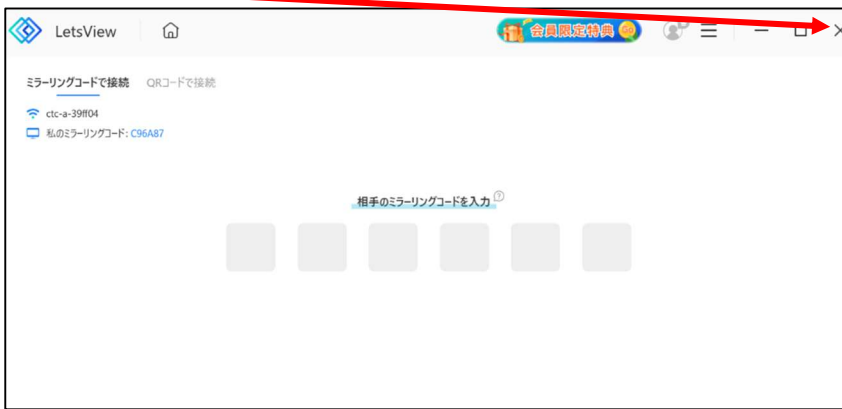 LetsView
会員限定特典 GO
ミラーリングコードで接続 QRコードで接続
ctc-a-39ff04
私のミラーリングコード: C96A87
相手のミラーリングコードを入力 ?